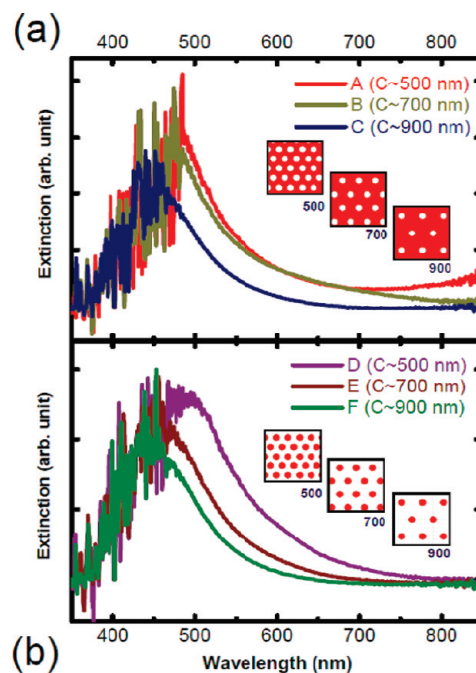 400 500 600 700 800
(a)
A (C~500 nm)
B (C~700 nm)
C (C~900 nm)
500
700
900
Extinction (arb. unit)
D (C~500 nm)
E (C~700 nm)
F (C~900 nm)
500
700
900
Extinction (arb. unit)
400 500 600 700 800
(b)
Wavelength (nm)